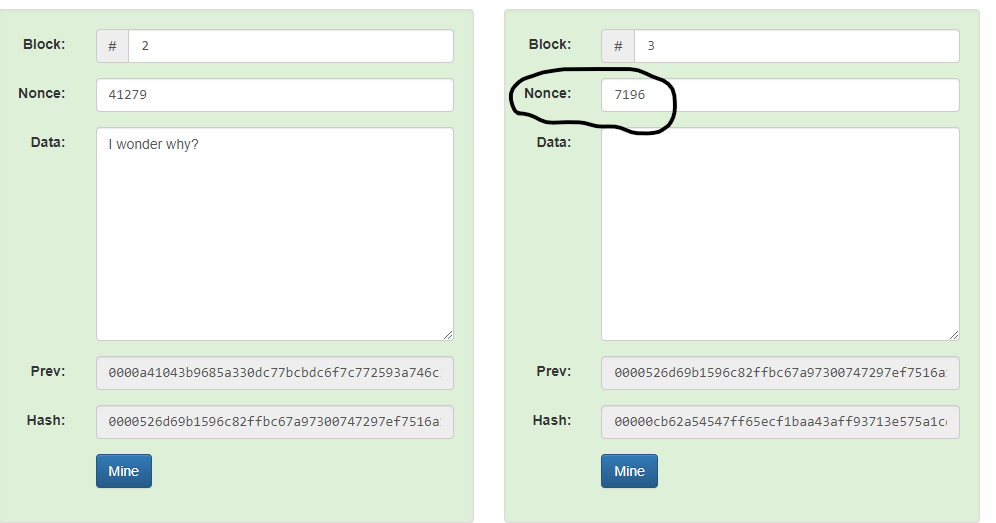 Block: # 2
Nonce: 41279
Data: I wonder why?
Prev: 0000a41043b9685a330dc77bcbdc6f7c772593a746c
Hash: 0000526d69b1596c82ffbc67a97300747297ef7516a
Mine
Block: # 3
Nonce: 7196
Data:
Prev: 0000526d69b1596c82ffbc67a97300747297ef7516a
Hash: 00000cb62a54547ff65ecf1baa43aff93713e575a1c
Mine